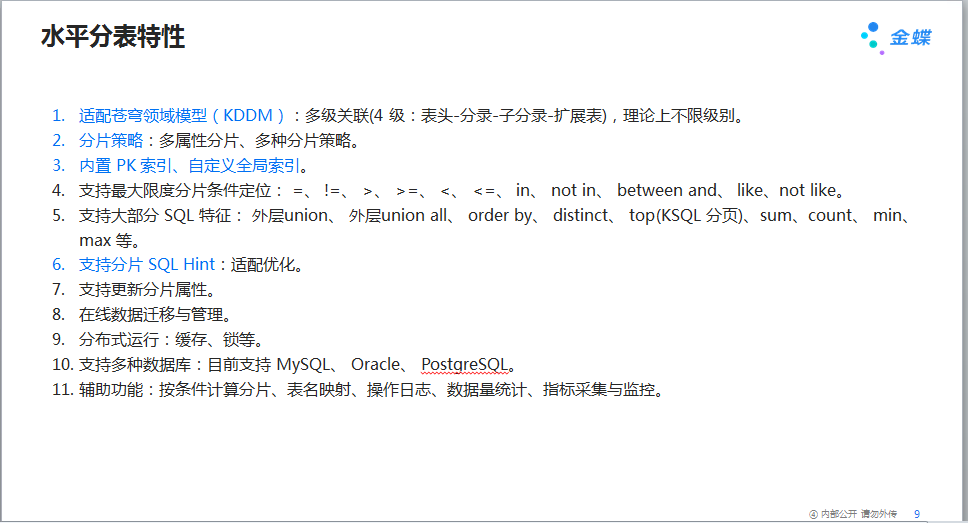 水平分表特性
金蝶
1. 适配苍穹领域模型（KDDM）：多级关联(4 级：表头-分录-子分录-扩展表)，理论上不限级别。
2. 分片策略：多属性分片、多种分片策略。
3. 内置 PK 索引、自定义全局索引。
4. 支持最大限度分片条件定位： =、 !=、 >、 >=、 <、 <=、 in、 not in、 between and、 like、not like。
5. 支持大部分 SQL 特征： 外层union、 外层union all、 order by、 distinct、 top(KSQL 分页)、sum、count、 min、
max 等。
6. 支持分片 SQL Hint：适配优化。
7. 支持更新分片属性。
8. 在线数据迁移与管理。
9. 分布式运行：缓存、锁等。
10. 支持多种数据库：目前支持 MySQL、 Oracle、 PostgreSQL。
11. 辅助功能：按条件计算分片、表名映射、操作日志、数据量统计、指标采集与监控。
④ 内部公开 请勿外传 9